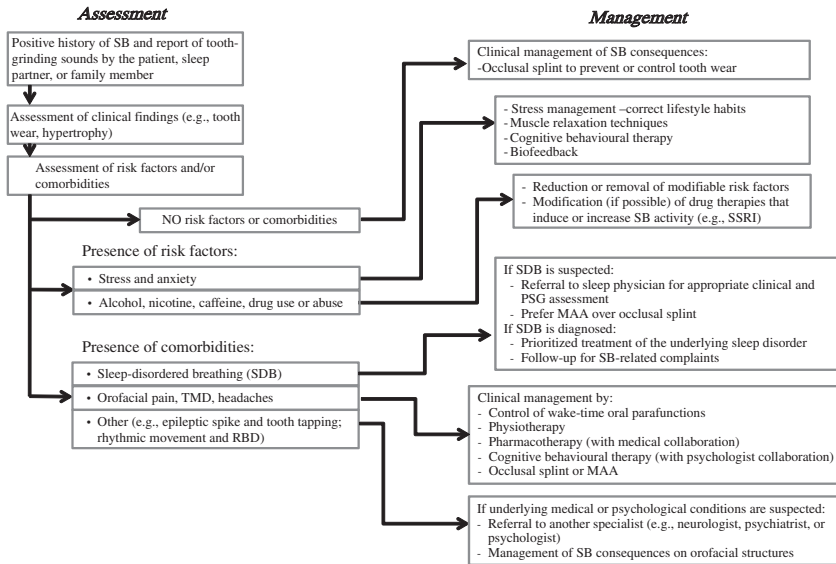 Assessment
Positive history of SB and report of tooth-
grinding sounds by the patient, sleep
partner, or family member
Assessment of clinical findings (e.g., tooth
wear, hypertrophy)
Assessment of risk factors and/or
comorbidities
NO risk factors or comorbidities
Presence of risk factors:
• Stress and anxiety
• Alcohol, nicotine, caffeine, drug use or abuse
Presence of comorbidities:
• Sleep-disordered breathing (SDB)
• Orofacial pain, TMD, headaches
• Other (e.g., epileptic spike and tooth tapping;
rhythmic movement and RBD)
Management
Clinical management of SB consequences:
-Occlusal splint to prevent or control tooth wear
- Stress management –correct lifestyle habits
- Muscle relaxation techniques
- Cognitive behavioural therapy
- Biofeedback
- Reduction or removal of modifiable risk factors
- Modification (if possible) of drug therapies that
induce or increase SB activity (e.g., SSRI)
If SDB is suspected:
- Referral to sleep physician for appropriate clinical and
PSG assessment
- Prefer MAA over occlusal splint
If SDB is diagnosed:
- Prioritized treatment of the underlying sleep disorder
- Follow-up for SB-related complaints
Clinical management by:
- Control of wake-time oral parafunctions
- Physiotherapy
- Pharmacotherapy (with medical collaboration)
- Cognitive behavioural therapy (with psychologist collaboration)
- Occlusal splint or MAA
If underlying medical or psychological conditions are suspected:
- Referral to another specialist (e.g., neurologist, psychiatrist, or
psychologist)
- Management of SB consequences on orofacial structures